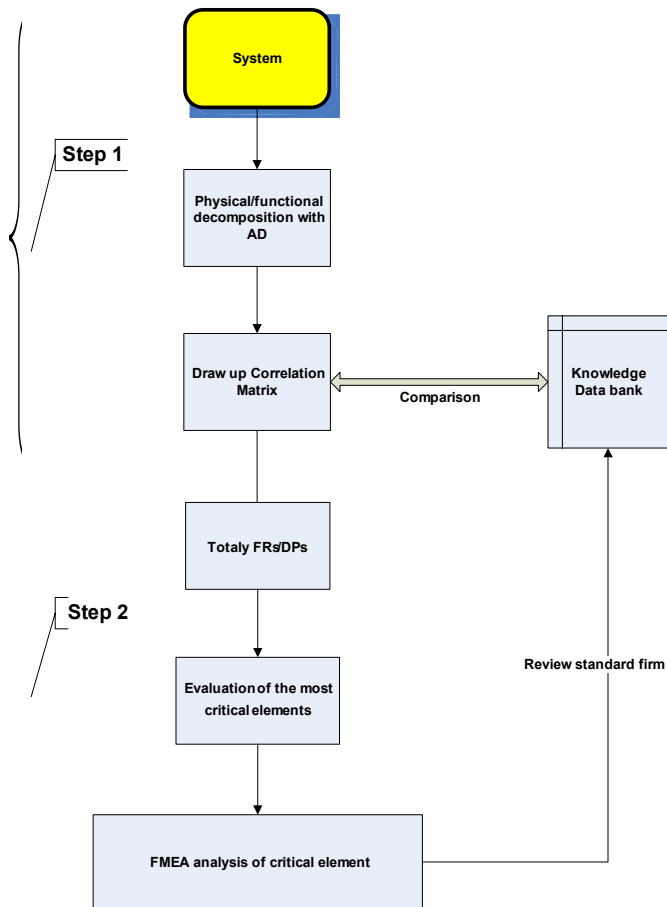 System
Step 1
Physical/functional
decomposition with
AD
Draw up Correlation
Matrix
Comparison
Knowledge
Data bank
Totaly FRs/DPs
Step 2
Evaluation of the most
critical elements
Review standard firm
FMEA analysis of critical element